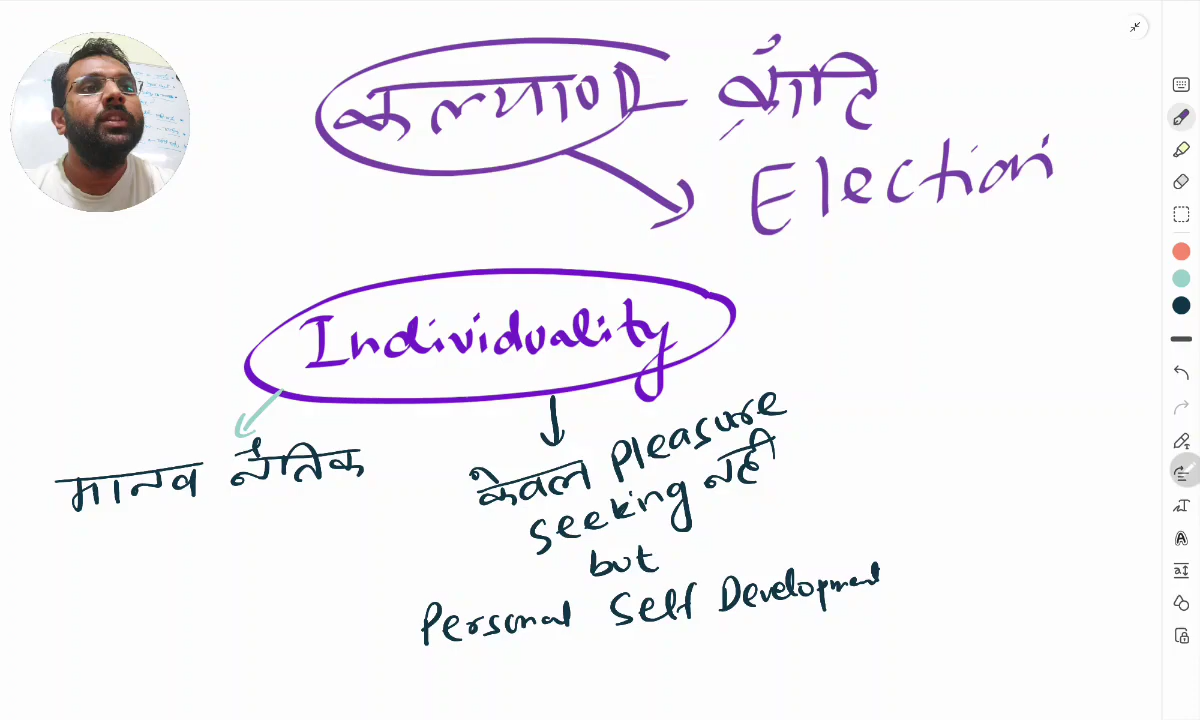 कल्याण बाँटि
Election
Individuality
मानव नैतिक
केवल Pleasure
Seeking नहीं
but
Personal Self Development